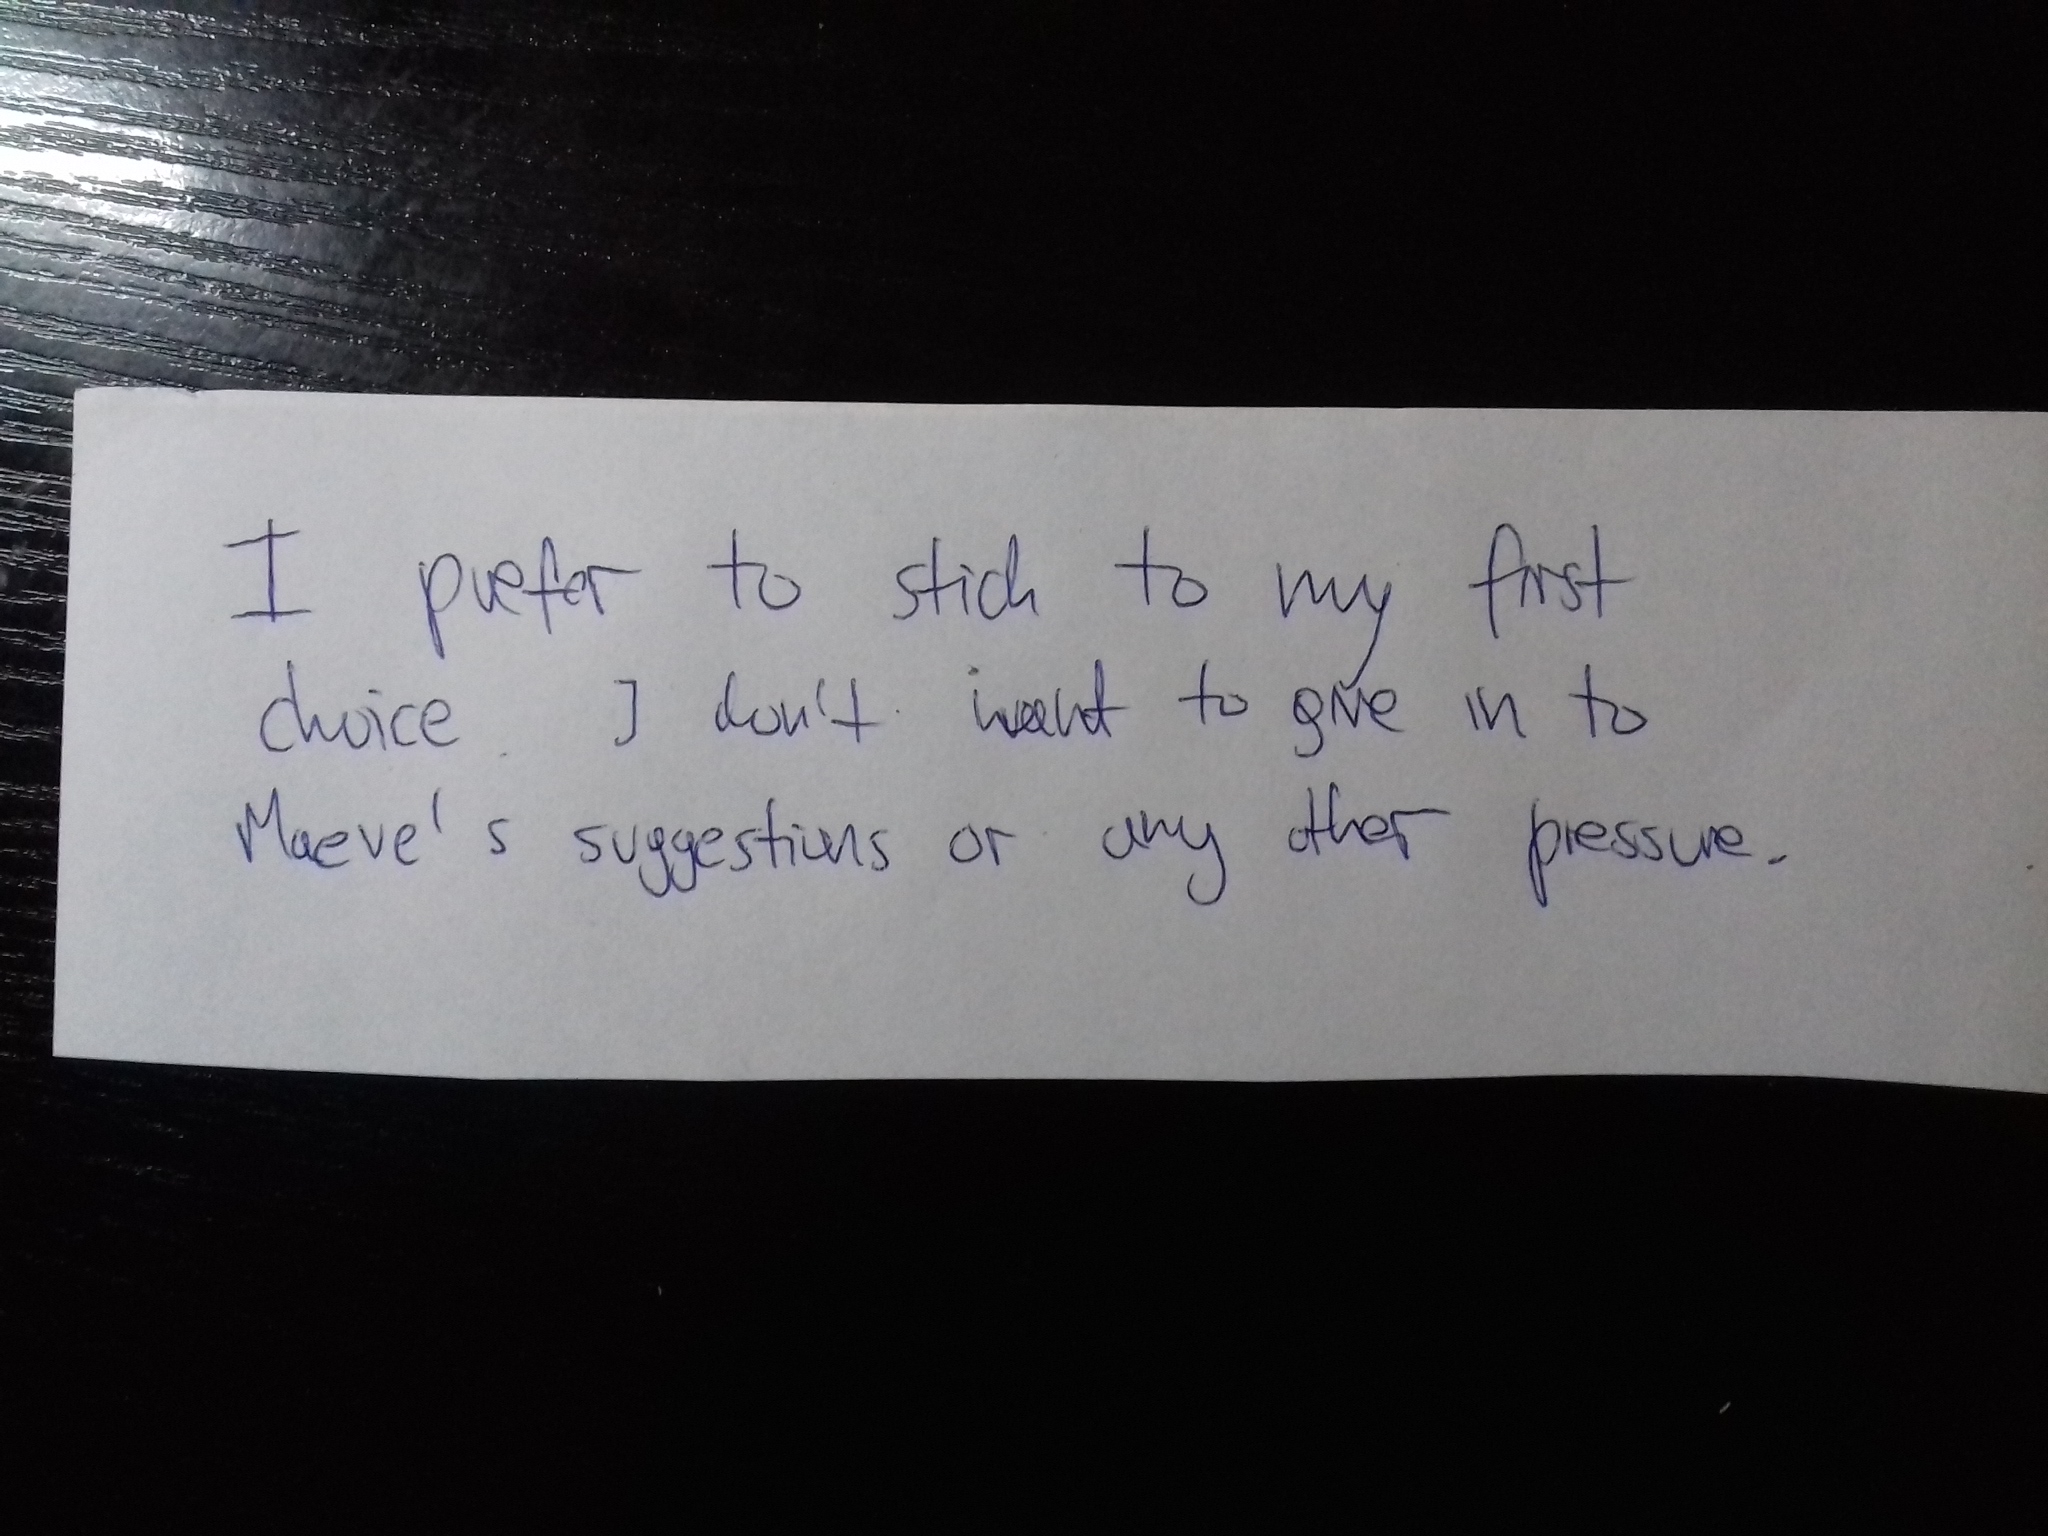 I prefer to stick to my first
choice. I don't want to give in to
Maeve's suggestions or any other pressure.